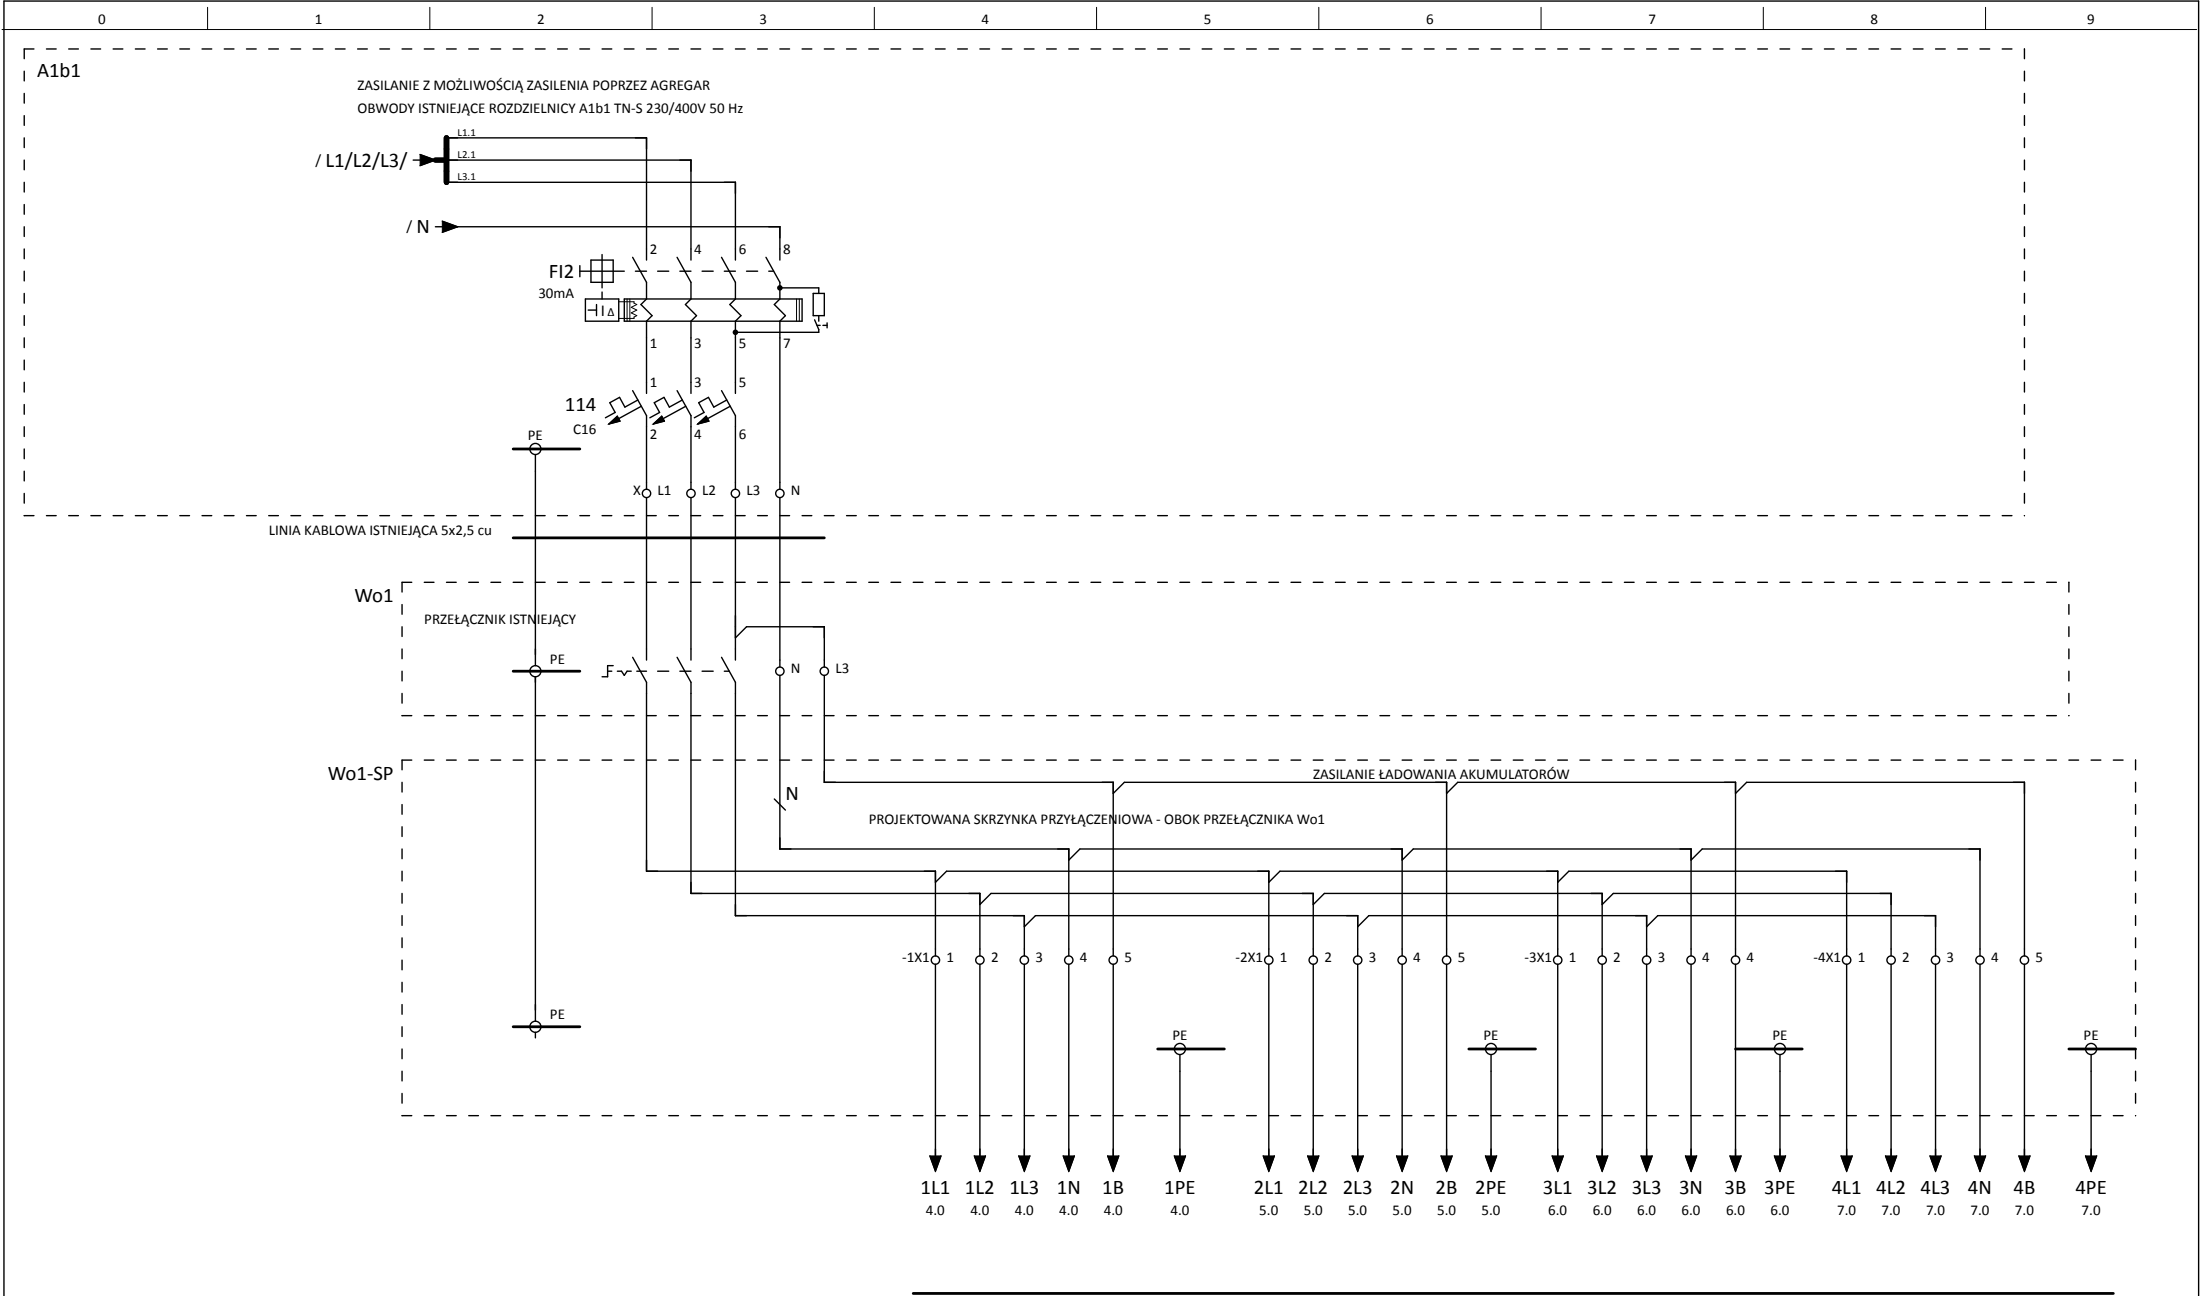 0 1 2 3 4 5 6 7 8 9
A1b1
ZASILANIE Z MOŻLIWOŚCIĄ ZASILENIA POPRZEZ AGREGAR
OBWODY ISTNIEJĄCE ROZDZIELNICY A1b1 TN-S 230/400V 50 Hz
L1.1
/ L1/L2/L3/ L2.1
L3.1
/ N
2 4 6 8
FI2
30mA
Δ
1 3 5 7
1 3 5
114
C16 2 4 6
PE
X L1 L2 L3 N
LINIA KABLOWA ISTNIEJĄCA 5x2,5 cu
Wo1
PRZEŁĄCZNIK ISTNIEJĄCY
PE N L3
Wo1-SP ZASILANIE ŁADOWANIA AKUMULATORÓW
N
PROJEKTOWANA SKRZYNKA PRZYŁĄCZENIOWA - OBOK PRZEŁĄCZNIKA Wo1
-1X1 1 2 3 4 5 -2X1 1 2 3 4 5 -3X1 1 2 3 4 4 -4X1 1 2 3 4 5
PE
PE PE PE PE
1L1 1L2 1L3 1N 1B 1PE 2L1 2L2 2L3 2N 2B 2PE 3L1 3L2 3L3 3N 3B 3PE 4L1 4L2 4L3 4N 4B 4PE
4.0 4.0 4.0 4.0 4.0 4.0 5.0 5.0 5.0 5.0 5.0 5.0 6.0 6.0 6.0 6.0 6.0 6.0 7.0 7.0 7.0 7.0 7.0 7.0